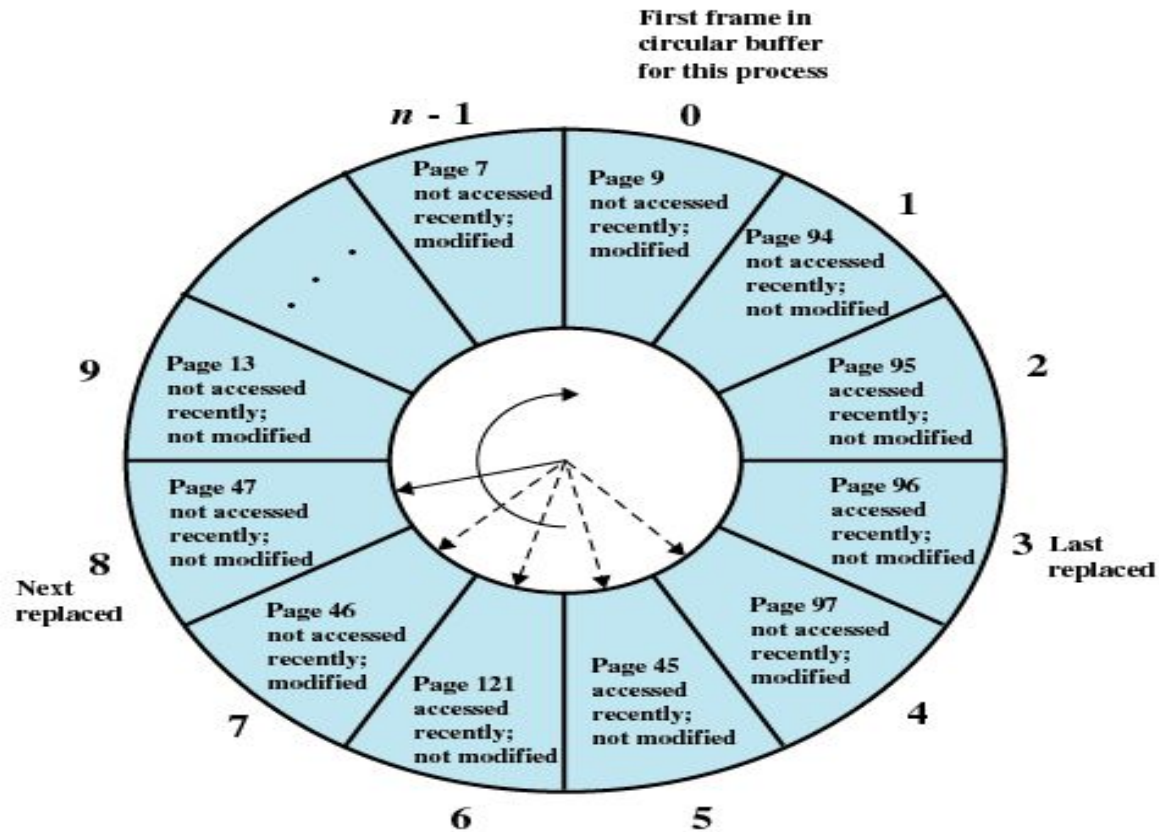 First frame in
circular buffer
for this process
n - 1
0
Page 7
not accessed
recently;
modified
Page 9
not accessed
recently;
modified
1
Page 94
not accessed
recently;
not modified
2
Page 95
accessed
recently;
not modified
3
Last
replaced
Page 96
accessed
recently;
not modified
4
Page 97
not accessed
recently;
modified
5
Page 45
accessed
recently;
not modified
6
Page 121
accessed
recently;
not modified
7
Page 46
not accessed
recently;
modified
8
Next
replaced
Page 47
not accessed
recently;
not modified
9
Page 13
not accessed
recently;
not modified